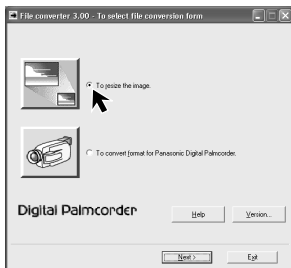 File converter 3.00 - To select file conversion form
To resize the image.
To convert format for Panasonic Digital Palmcorder.
Digital Palmcorder
Help
Version...
Next >
Exit